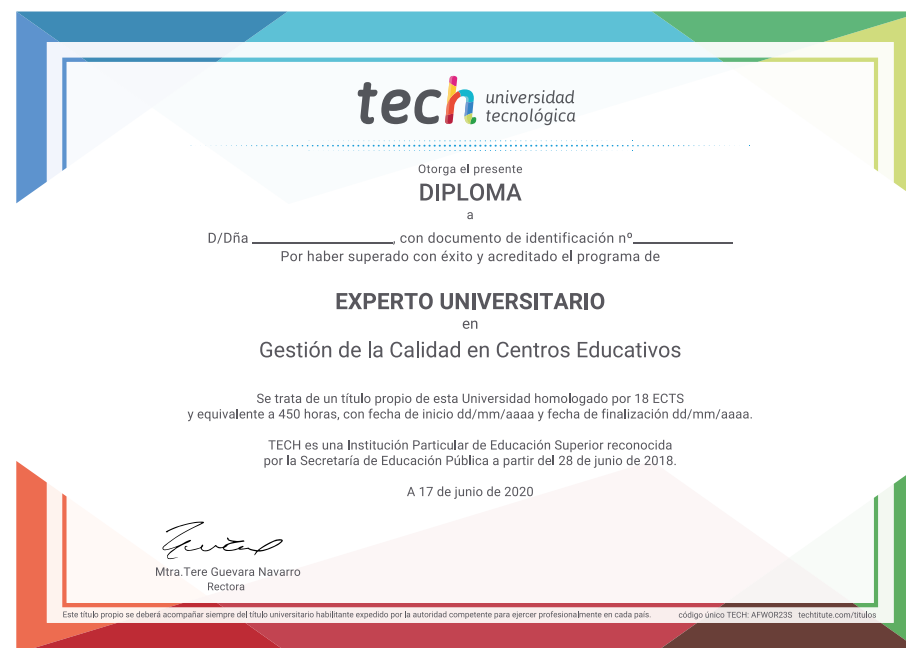 tech universidad
tecnológica
Otorga el presente
DIPLOMA
a
D/Dña ____________________, con documento de identificación nº______________
Por haber superado con éxito y acreditado el programa de
EXPERTO UNIVERSITARIO
en
Gestión de la Calidad en Centros Educativos
Se trata de un título propio de esta Universidad homologado por 18 ECTS
y equivalente a 450 horas, con fecha de inicio dd/mm/aaaa y fecha de finalización dd/mm/aaaa.
TECH es una Institución Particular de Educación Superior reconocida
por la Secretaría de Educación Pública a partir del 28 de junio de 2018.
A 17 de junio de 2020
Mtra.Tere Guevara Navarro
Rectora
Este título propio se deberá acompañar siempre del título universitario habilitante expedido por la autoridad competente para ejercer profesionalmente en cada país. código único TECH: AFWOR23S techtitute.com/títulos